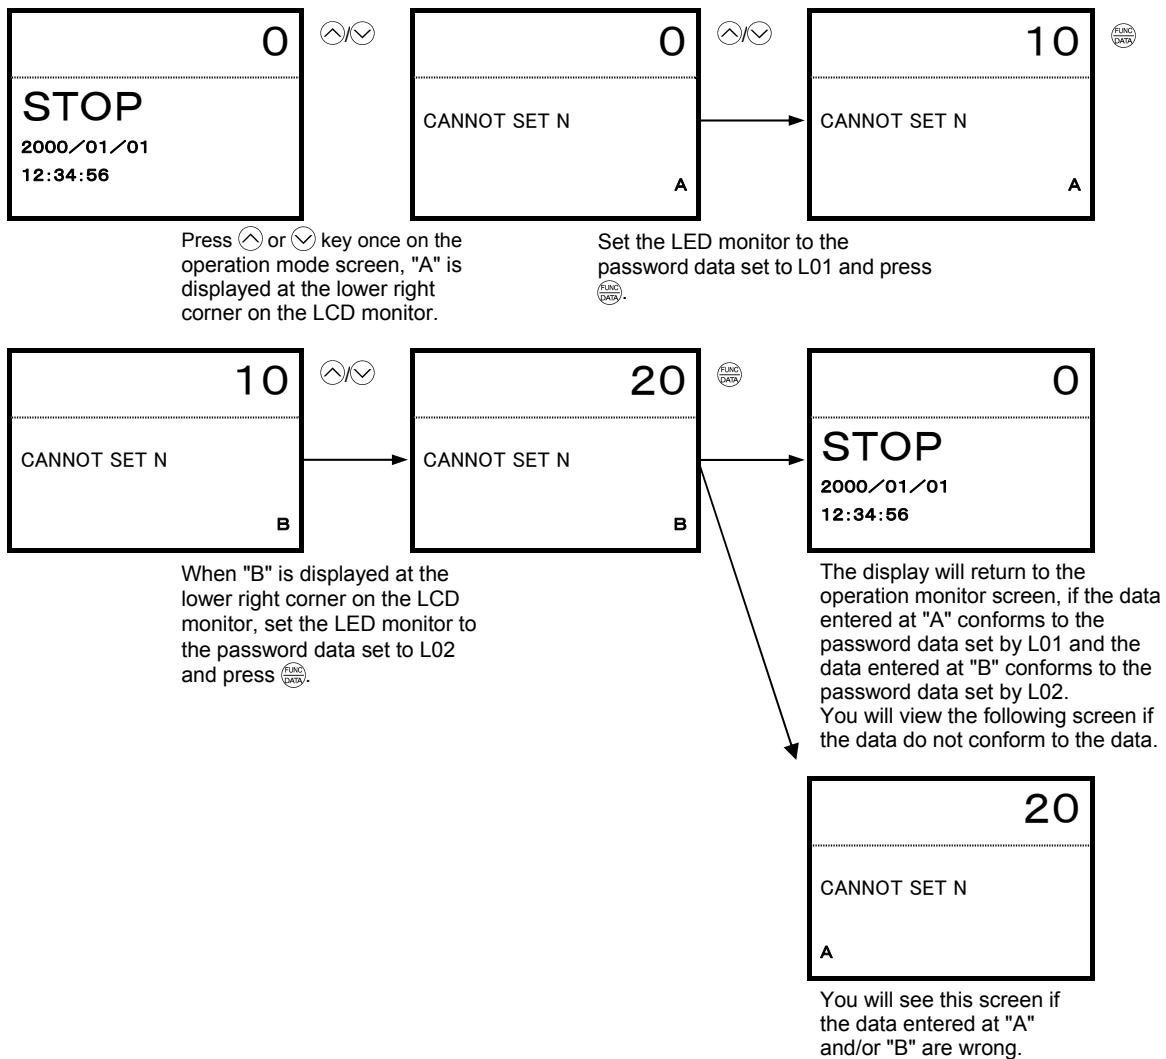 0
STOP
2000/01/01
12:34:56
0
CANNOT SET N
A
10
CANNOT SET N
A
FUNC
DATA
Press or key once on the
operation mode screen, "A" is
displayed at the lower right
corner on the LCD monitor.
Set the LED monitor to the
password data set to L01 and press
FUNC
DATA
.
10
CANNOT SET N
B
20
CANNOT SET N
B
FUNC
DATA
0
STOP
2000/01/01
12:34:56
When "B" is displayed at the
lower right corner on the LCD
monitor, set the LED monitor to
the password data set to L02
and press FUNC DATA.
The display will return to the
operation monitor screen, if the data
entered at "A" conforms to the
password data set by L01 and the
data entered at "B" conforms to the
password data set by L02.
You will view the following screen if
the data do not conform to the data.
20
CANNOT SET N
A
You will see this screen if
the data entered at "A"
and/or "B" are wrong.